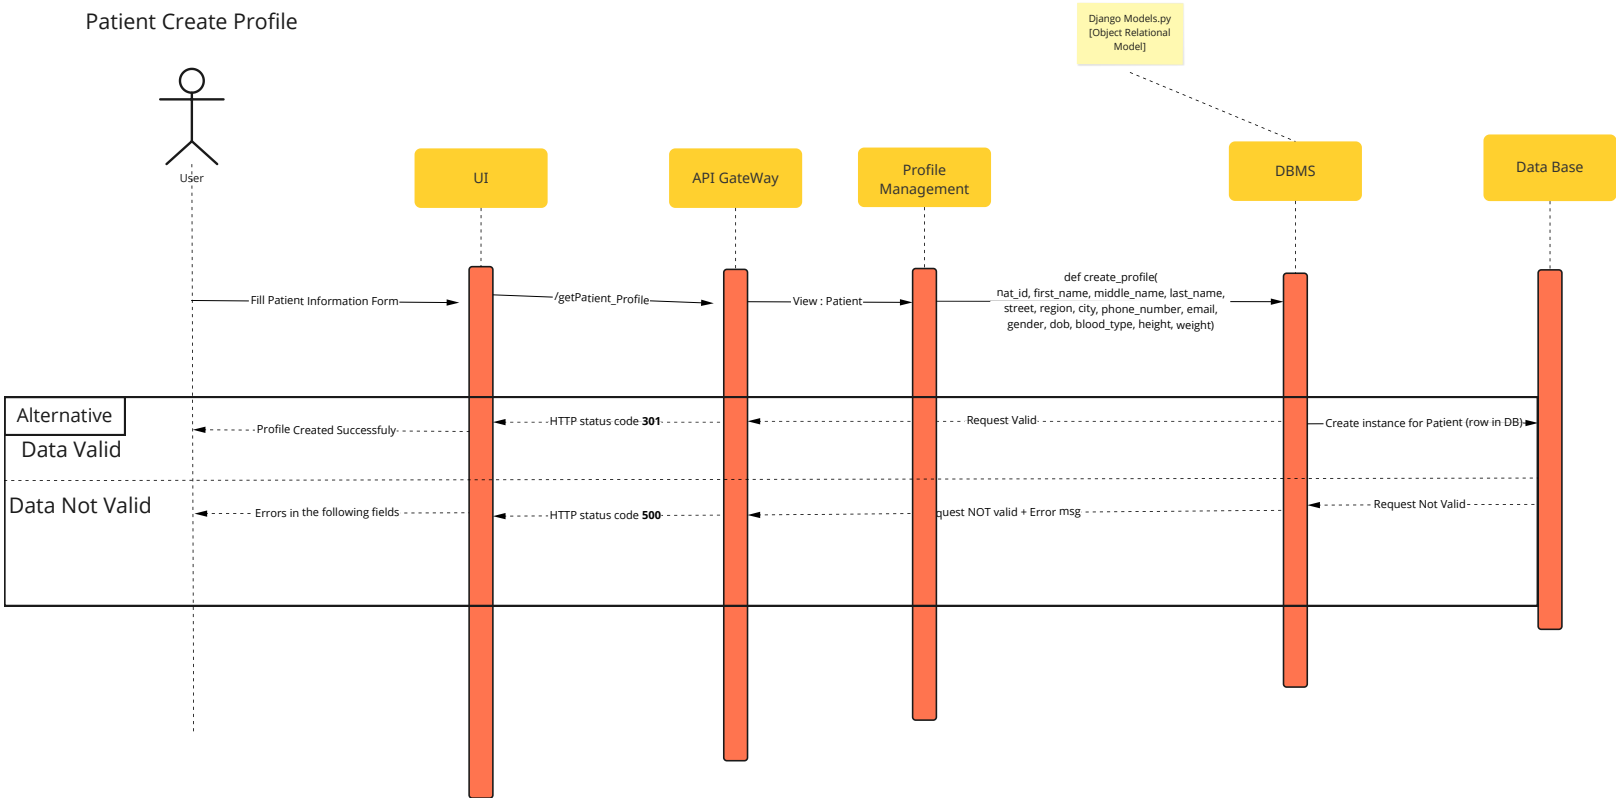 Patient Create Profile
Django Models.py
[Object Relational
Model]
User
UI
API GateWay
Profile
Management
DBMS
Data Base
Fill Patient Information Form
/getPatient_Profile
View : Patient
def create_profile(
nat_id, first_name, middle_name, last_name,
street, region, city, phone_number, email,
gender, dob, blood_type, height, weight)
Alternative
Data Valid
Profile Created Successfuly
HTTP status code 301
Request Valid
Create instance for Patient (row in DB)
Data Not Valid
Errors in the following fields
HTTP status code 500
quest NOT valid + Error msg
Request Not Valid